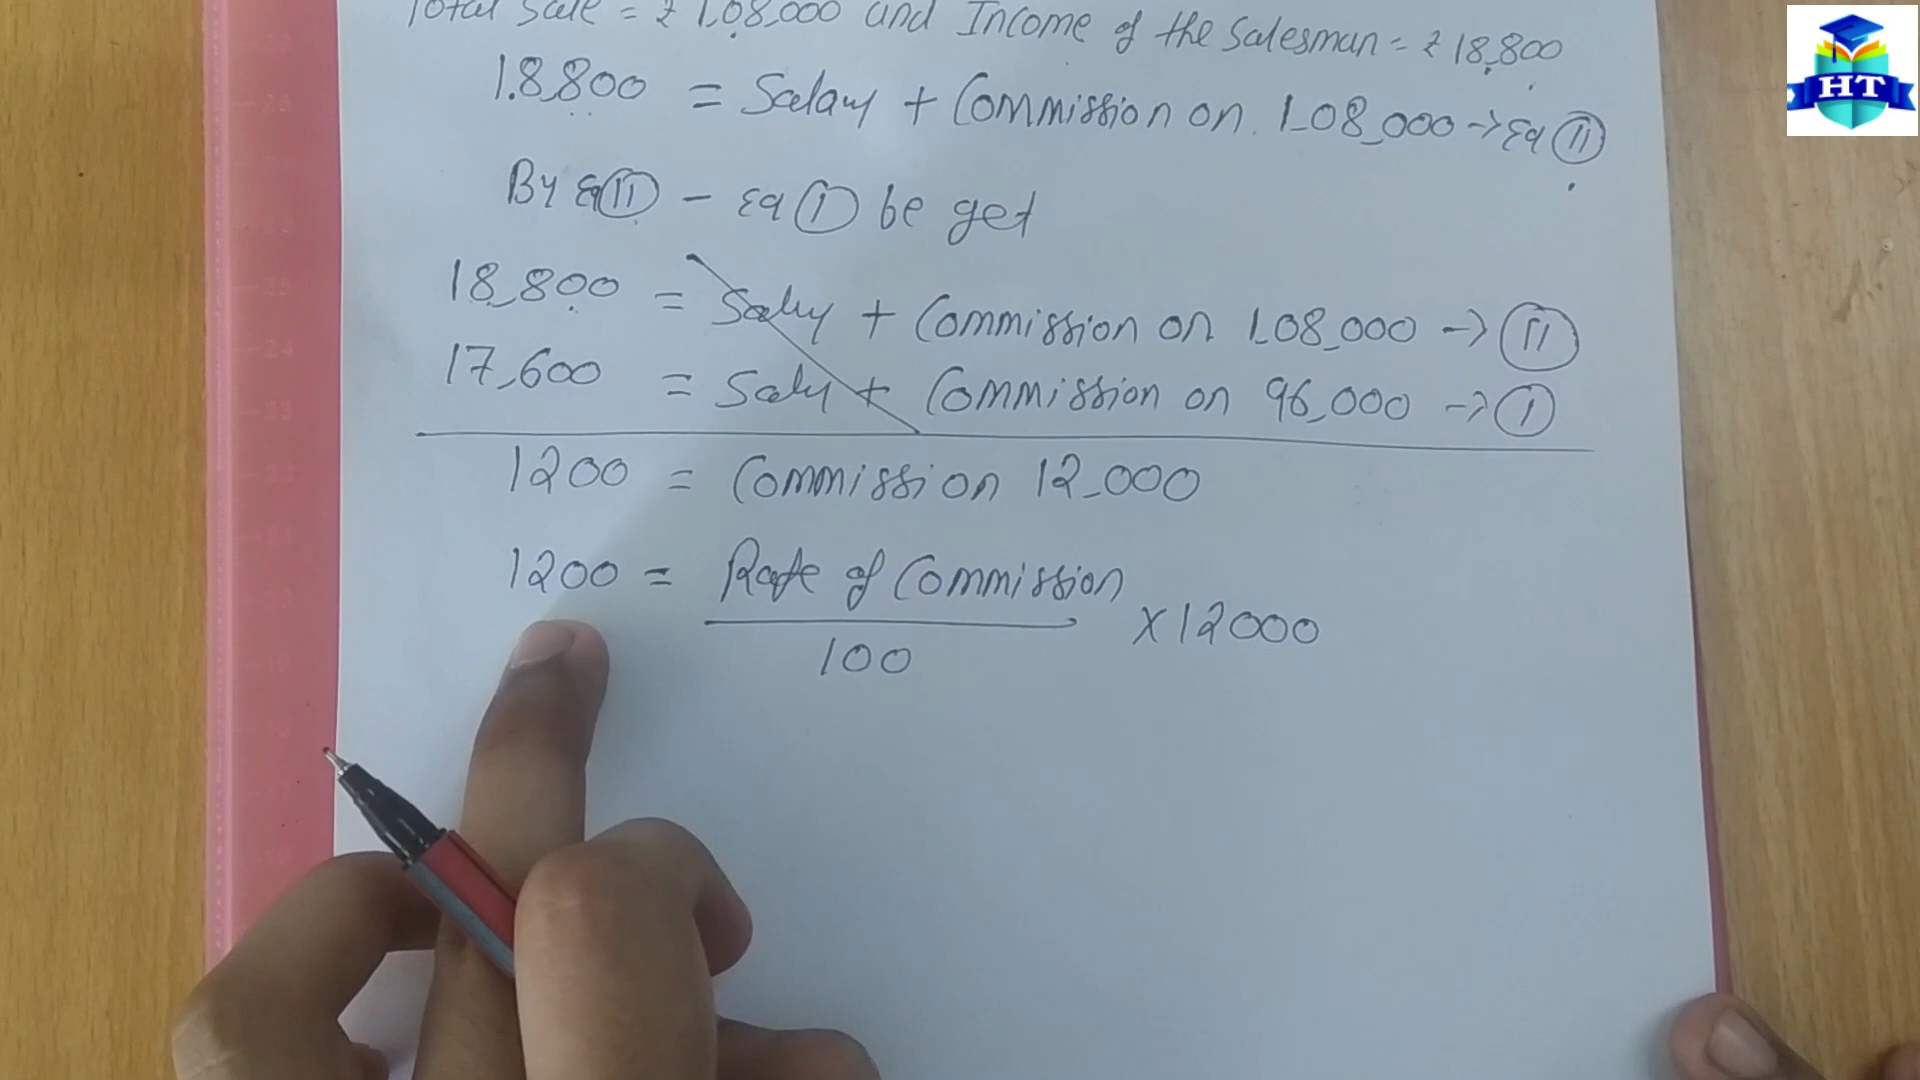 Total Sale = ₹ 1,08,000 and Income of the Salesman = ₹ 18,800
18,800 = Salary + Commission on 1,08,000 → Eq II
By Eq II - Eq I be get
18,800 = Salary + Commission on 1,08,000 → II
17,600 = Salary + Commission on 96,000 → I
1200 = Commission 12,000
1200 = Rate of Commission
100
× 12000
HT